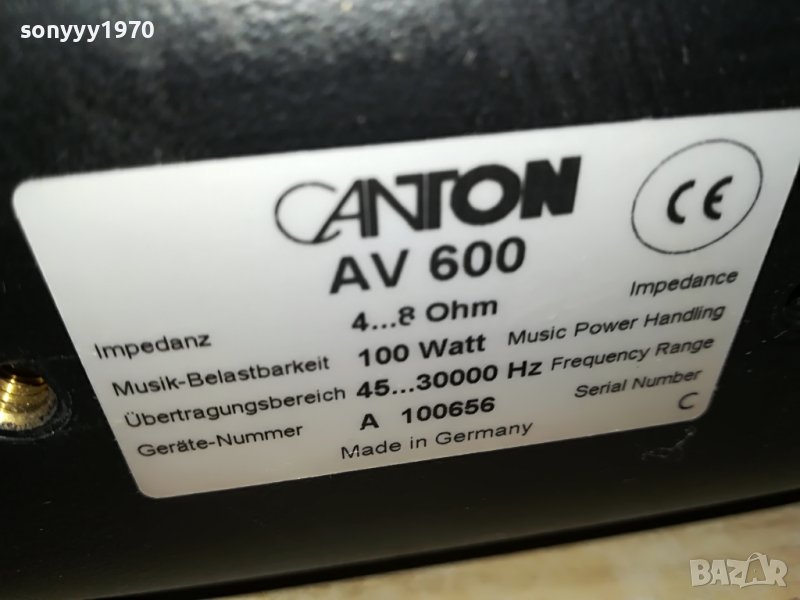 sonyyy1970
CANTON
CE
AV 600
Impedanz 4...8 Ohm Impedance
Musik-Belastbarkeit 100 Watt Music Power Handling
Übertragungsbereich 45...30000 Hz Frequency Range
Geräte-Nummer A 100656 Serial Number
C
Made in Germany
BAZAR